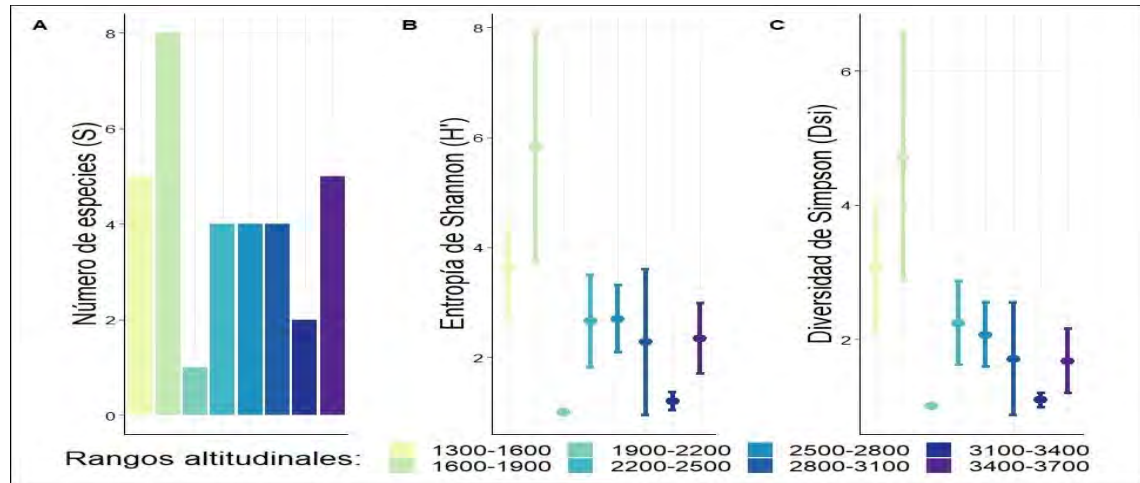 A
B
C
Número de especies (S)
8
6
4
2
0
Entropía de Shannon (H')
8
6
4
2
Diversidad de Simpson (Dsi)
6
4
2
Rangos altitudinales:
1300-1600
1900-2200
2500-2800
3100-3400
1600-1900
2200-2500
2800-3100
3400-3700